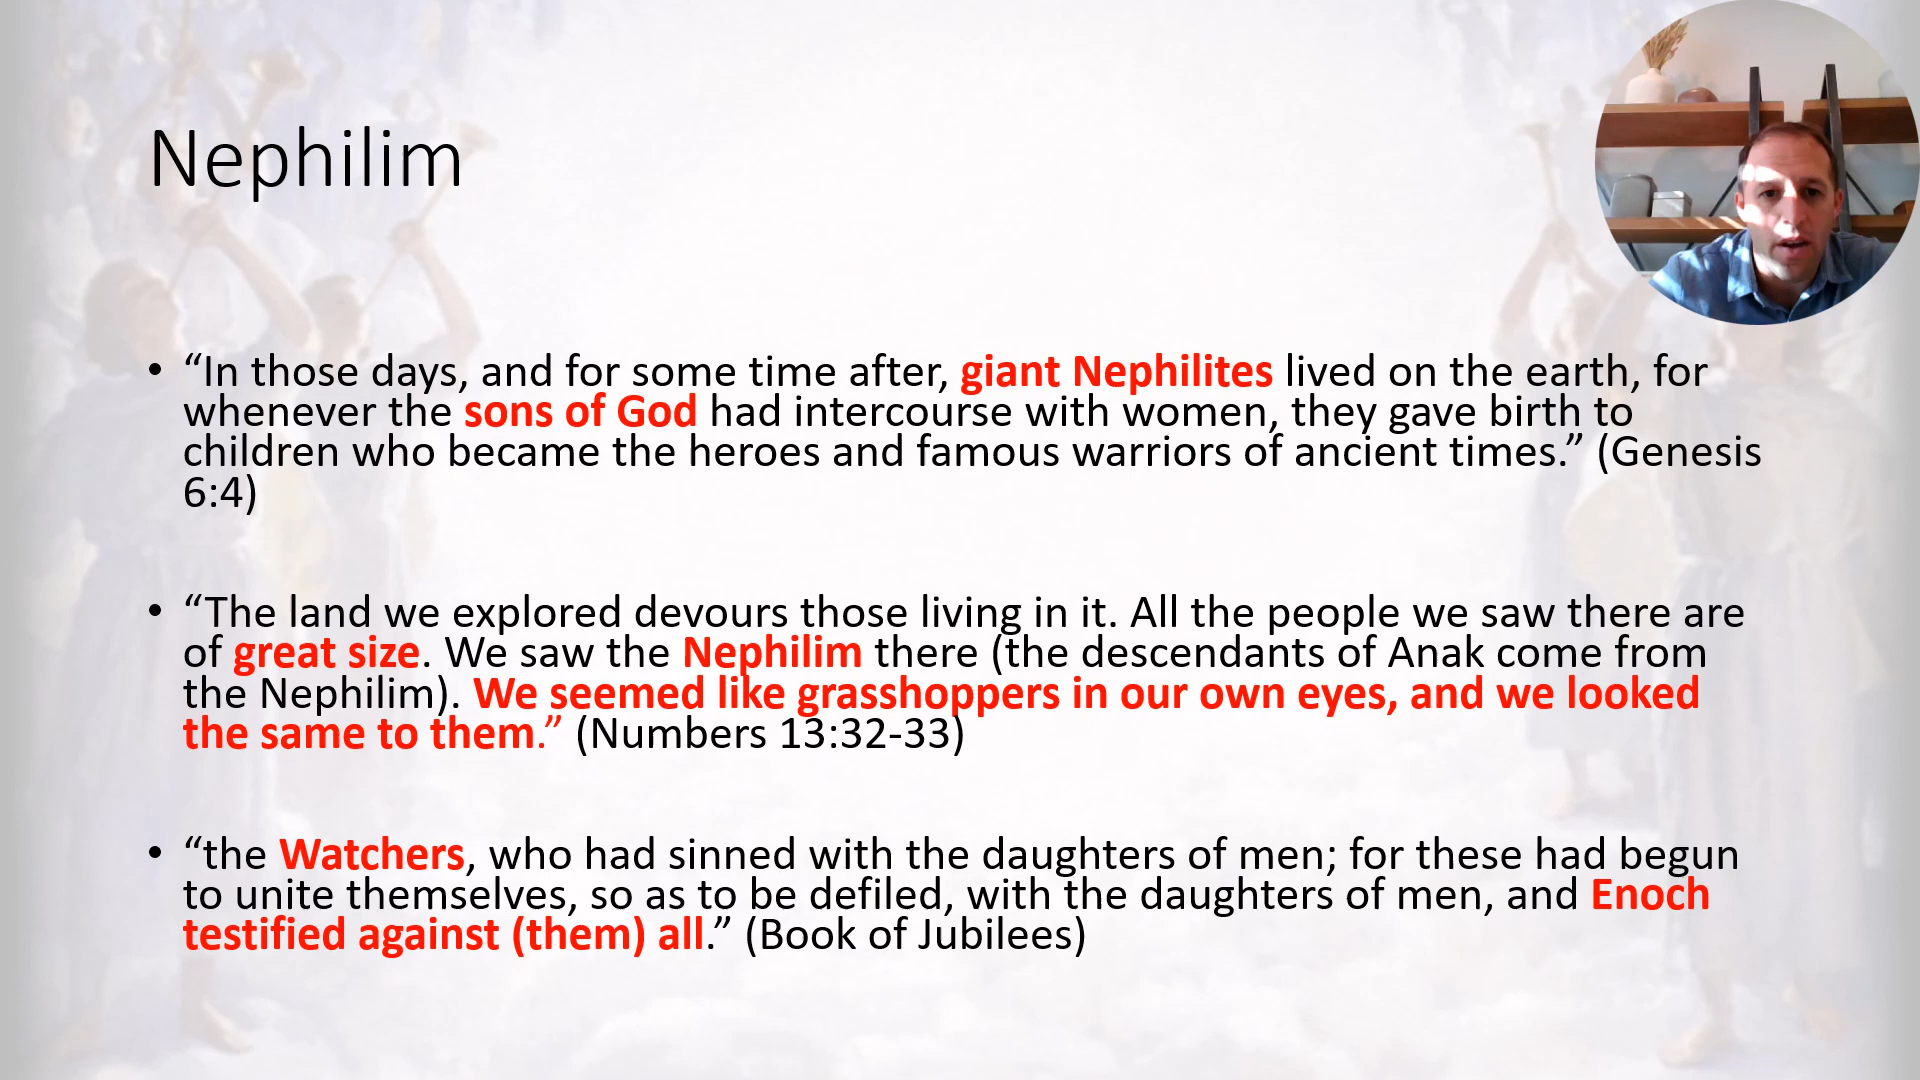 Nephilim
• “In those days, and for some time after, giant Nephilites lived on the earth, for
whenever the sons of God had intercourse with women, they gave birth to
children who became the heroes and famous warriors of ancient times.” (Genesis
6:4)
• “The land we explored devours those living in it. All the people we saw there are
of great size. We saw the Nephilim there (the descendants of Anak come from
the Nephilim). We seemed like grasshoppers in our own eyes, and we looked
the same to them.” (Numbers 13:32-33)
• “the Watchers, who had sinned with the daughters of men; for these had begun
to unite themselves, so as to be defiled, with the daughters of men, and Enoch
testified against (them) all.” (Book of Jubilees)